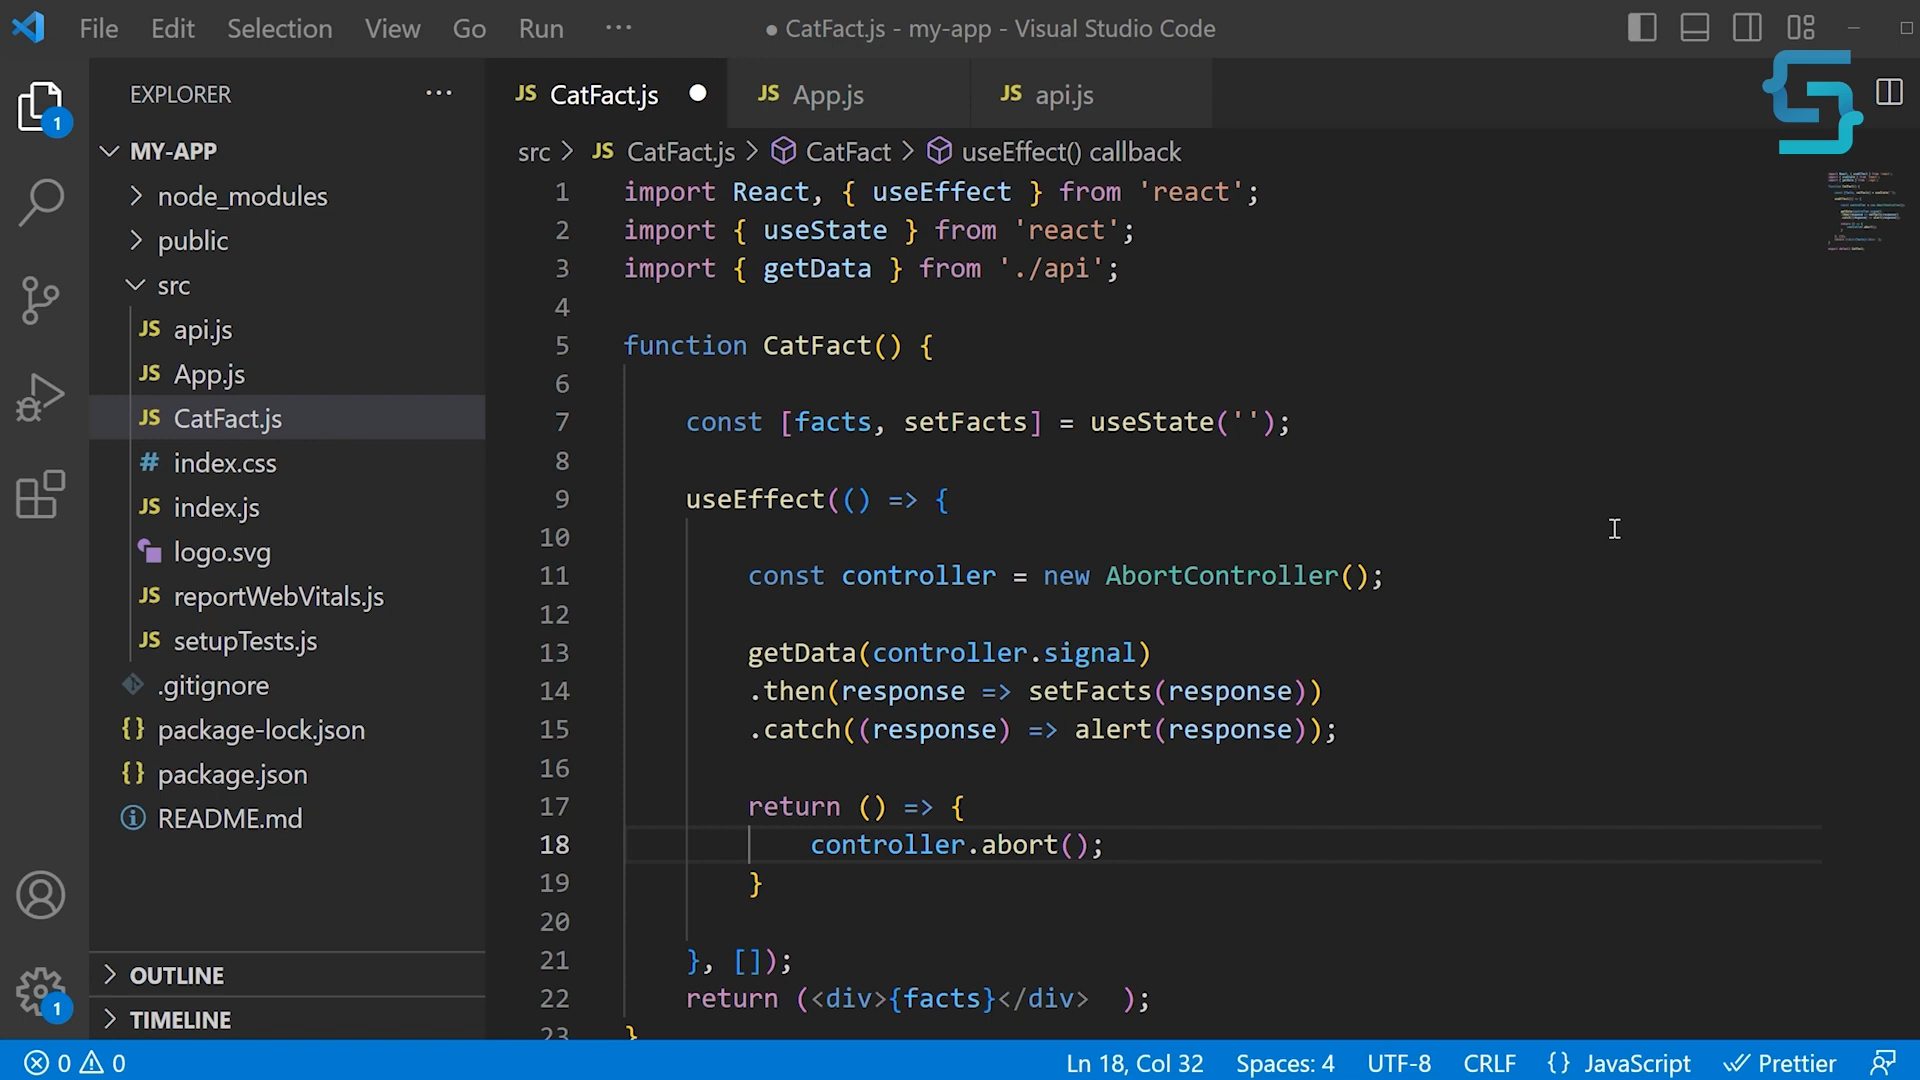 File Edit Selection View Go Run ··· ● CatFact.js - my-app - Visual Studio Code
EXPLORER ···
JS CatFact.js ● JS App.js JS api.js
1
MY-APP
src > JS CatFact.js > CatFact > useEffect() callback
node_modules
public
src
JS api.js
JS App.js
JS CatFact.js
# index.css
JS index.js
logo.svg
JS reportWebVitals.js
JS setupTests.js
.gitignore
{} package-lock.json
{} package.json
README.md
OUTLINE
TIMELINE
1
1 import React, { useEffect } from 'react';
2 import { useState } from 'react';
3 import { getData } from './api';
4
5 function CatFact() {
6
7 const [facts, setFacts] = useState('');
8
9 useEffect(() => {
10
11 const controller = new AbortController();
12
13 getData(controller.signal)
14 .then(response => setFacts(response))
15 .catch((response) => alert(response));
16
17 return () => {
18 controller.abort();
19 }
20
21 }, []);
22 return (<div>{facts}</div> );
23 }
0 0 Ln 18, Col 32 Spaces: 4 UTF-8 CRLF {} JavaScript Prettier